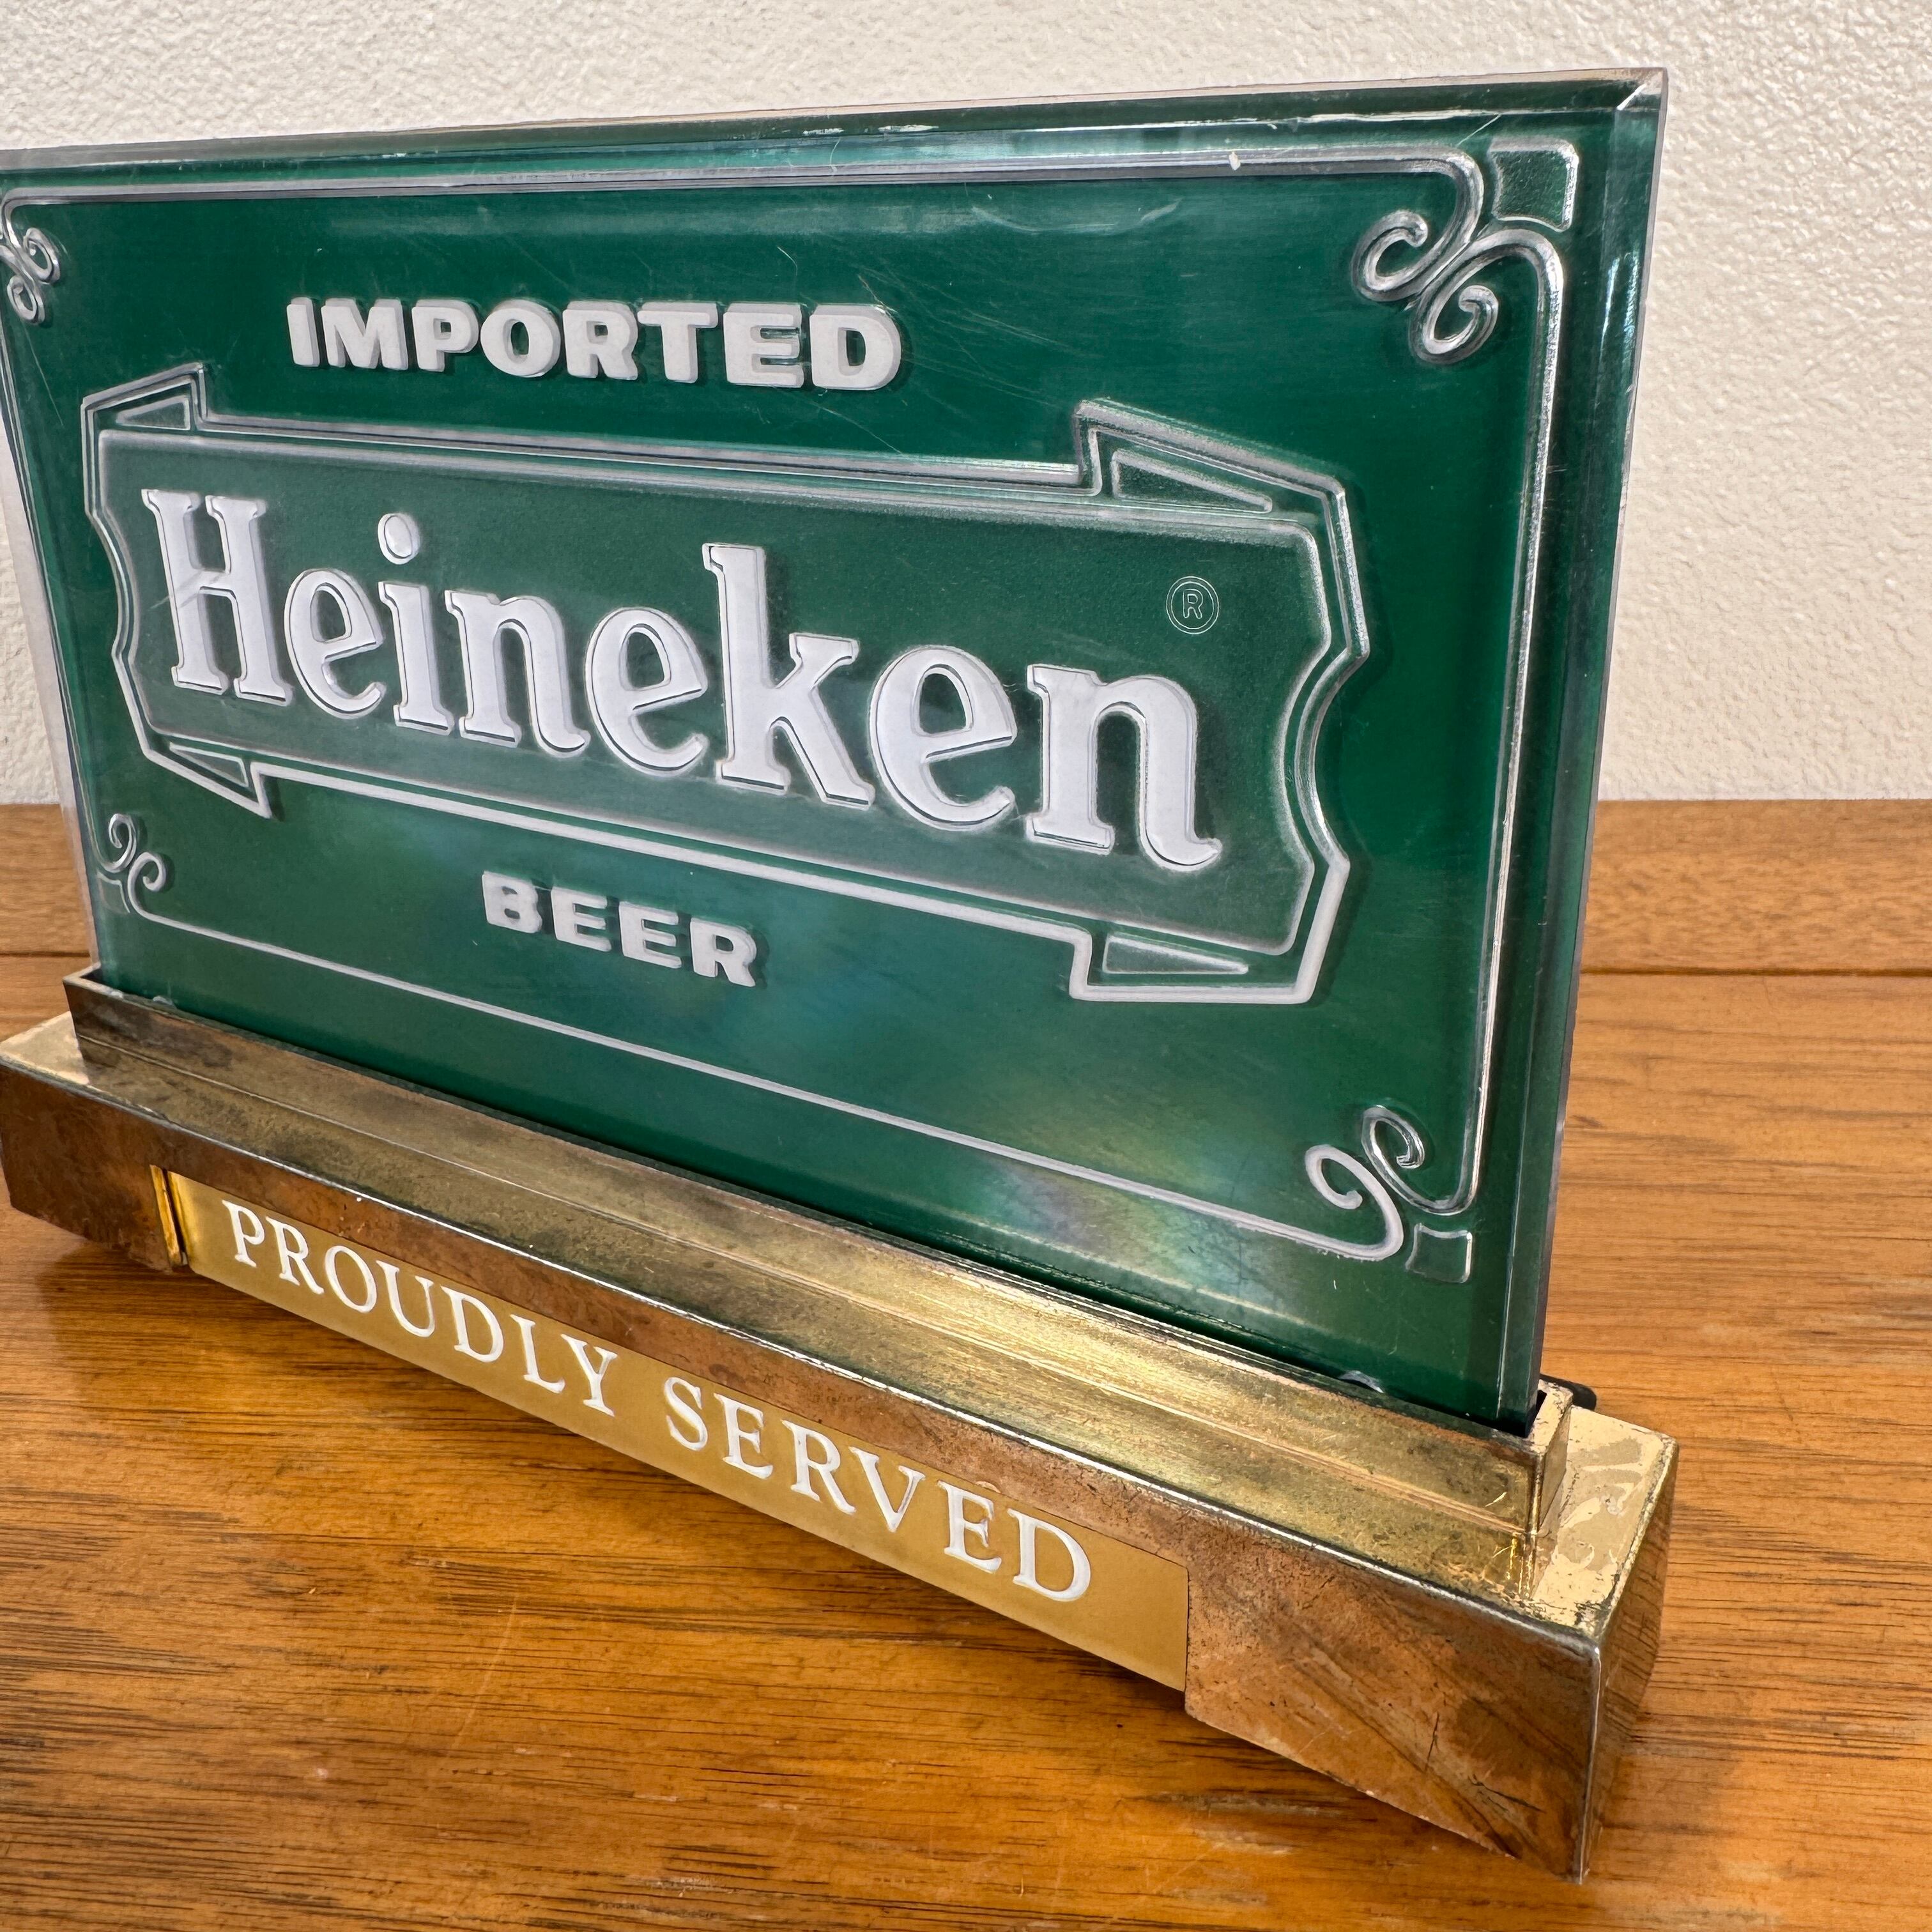 IMPORTED
Heineken ®
BEER
PROUDLY SERVED